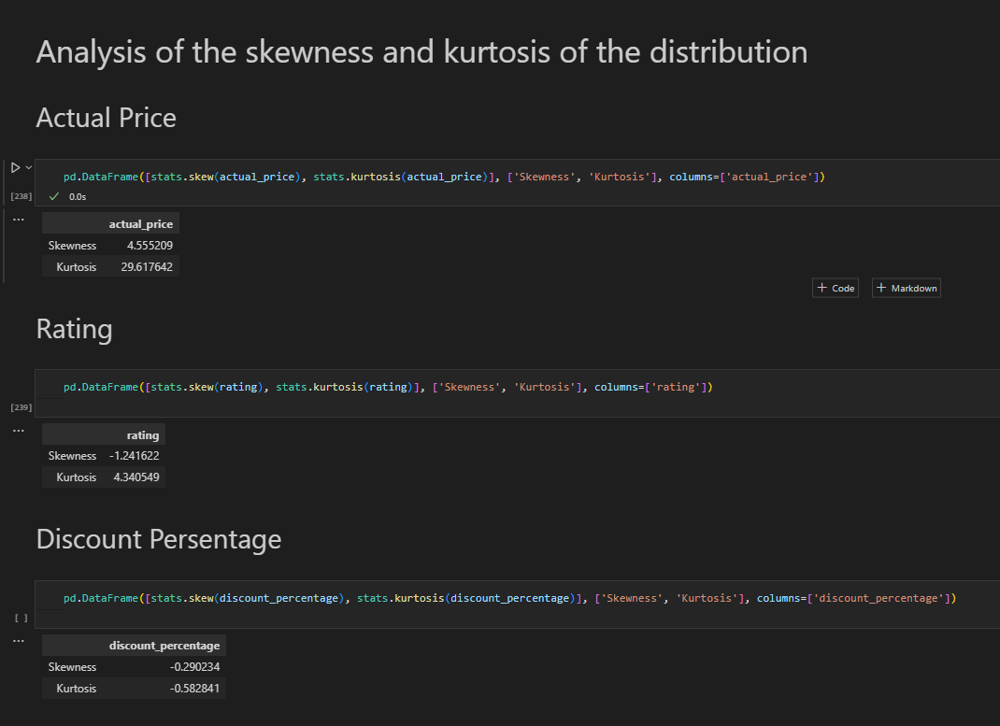 Analysis of the skewness and kurtosis of the distribution
Actual Price
pd.DataFrame([stats.skew(actual_price), stats.kurtosis(actual_price)], ['Skewness', 'Kurtosis'], columns=['actual_price'])
[238] ✓ 0.0s
...
actual_price
Skewness 4.555209
Kurtosis 29.617642
+ Code + Markdown
Rating
pd.DataFrame([stats.skew(rating), stats.kurtosis(rating)], ['Skewness', 'Kurtosis'], columns=['rating'])
[239]
...
rating
Skewness -1.241622
Kurtosis 4.340549
Discount Persentage
pd.DataFrame([stats.skew(discount_percentage), stats.kurtosis(discount_percentage)], ['Skewness', 'Kurtosis'], columns=['discount_percentage'])
[ ]
...
discount_percentage
Skewness -0.290234
Kurtosis -0.582841